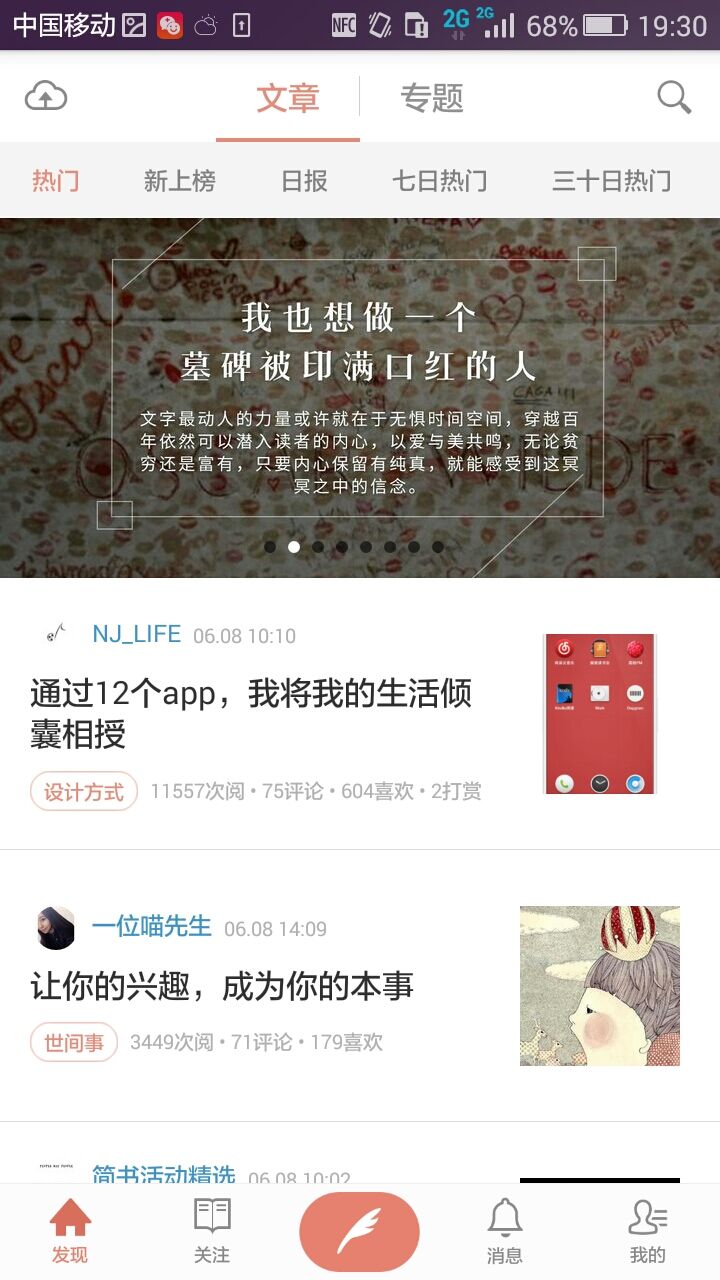 中国移动 NFC 2G 2G 68% 19:30
文章 专题
热门 新上榜 日报 七日热门 三十日热门
我也想做一个
墓碑被印满口红的人
文字最动人的力量或许就在于无惧时间空间，穿越百
年依然可以潜入读者的内心，以爱与美共鸣，无论贫
穷还是富有，只要内心保留有纯真，就能感受到这冥
冥之中的信念。
NJ_LIFE 06.08 10:10
通过12个app，我将我的生活倾
囊相授
设计方式 11557次阅 • 75评论 • 604喜欢 • 2打赏
一位喵先生 06.08 14:09
让你的兴趣，成为你的本事
世间事 3449次阅 • 71评论 • 179喜欢
简书活动精选 06.08 10:02
发现 关注 消息 我的